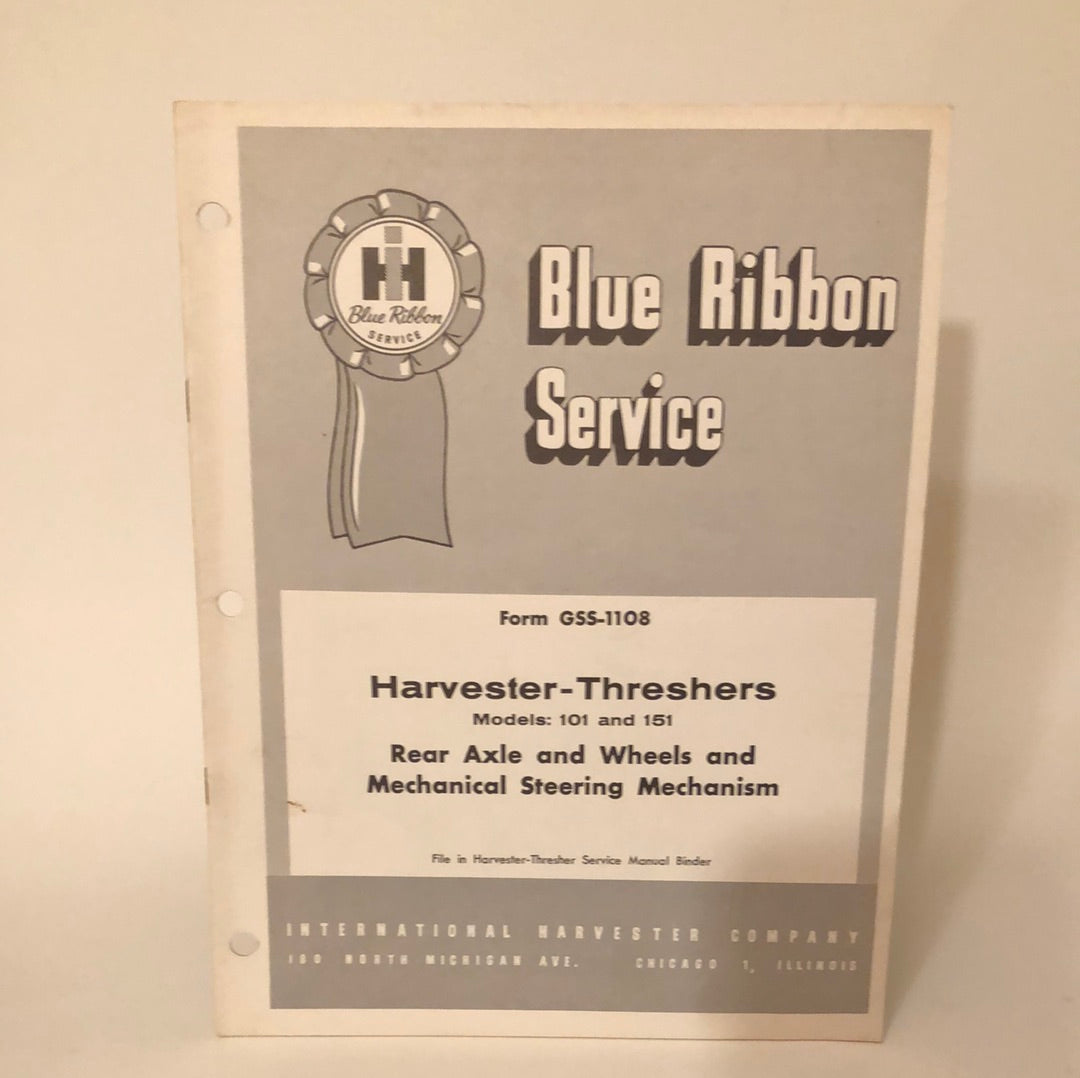 IH
Blue Ribbon
SERVICE
Blue Ribbon
Service
Form GSS-1108
Harvester-Threshers
Models: 101 and 151
Rear Axle and Wheels and
Mechanical Steering Mechanism
File in Harvester-Thresher Service Manual Binder
INTERNATIONAL HARVESTER COMPANY
180 NORTH MICHIGAN AVE. CHICAGO 1, ILLINOIS